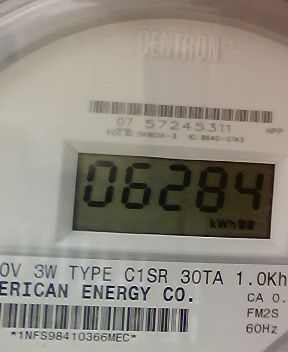 CENTRON®
07 57245311
HPP
06284
kWh
0V 3W TYPE C1SR 30TA 1.0Kh
ERICAN ENERGY CO.
CA 0.
FM2S
60Hz
*1NFS98410366MEC*